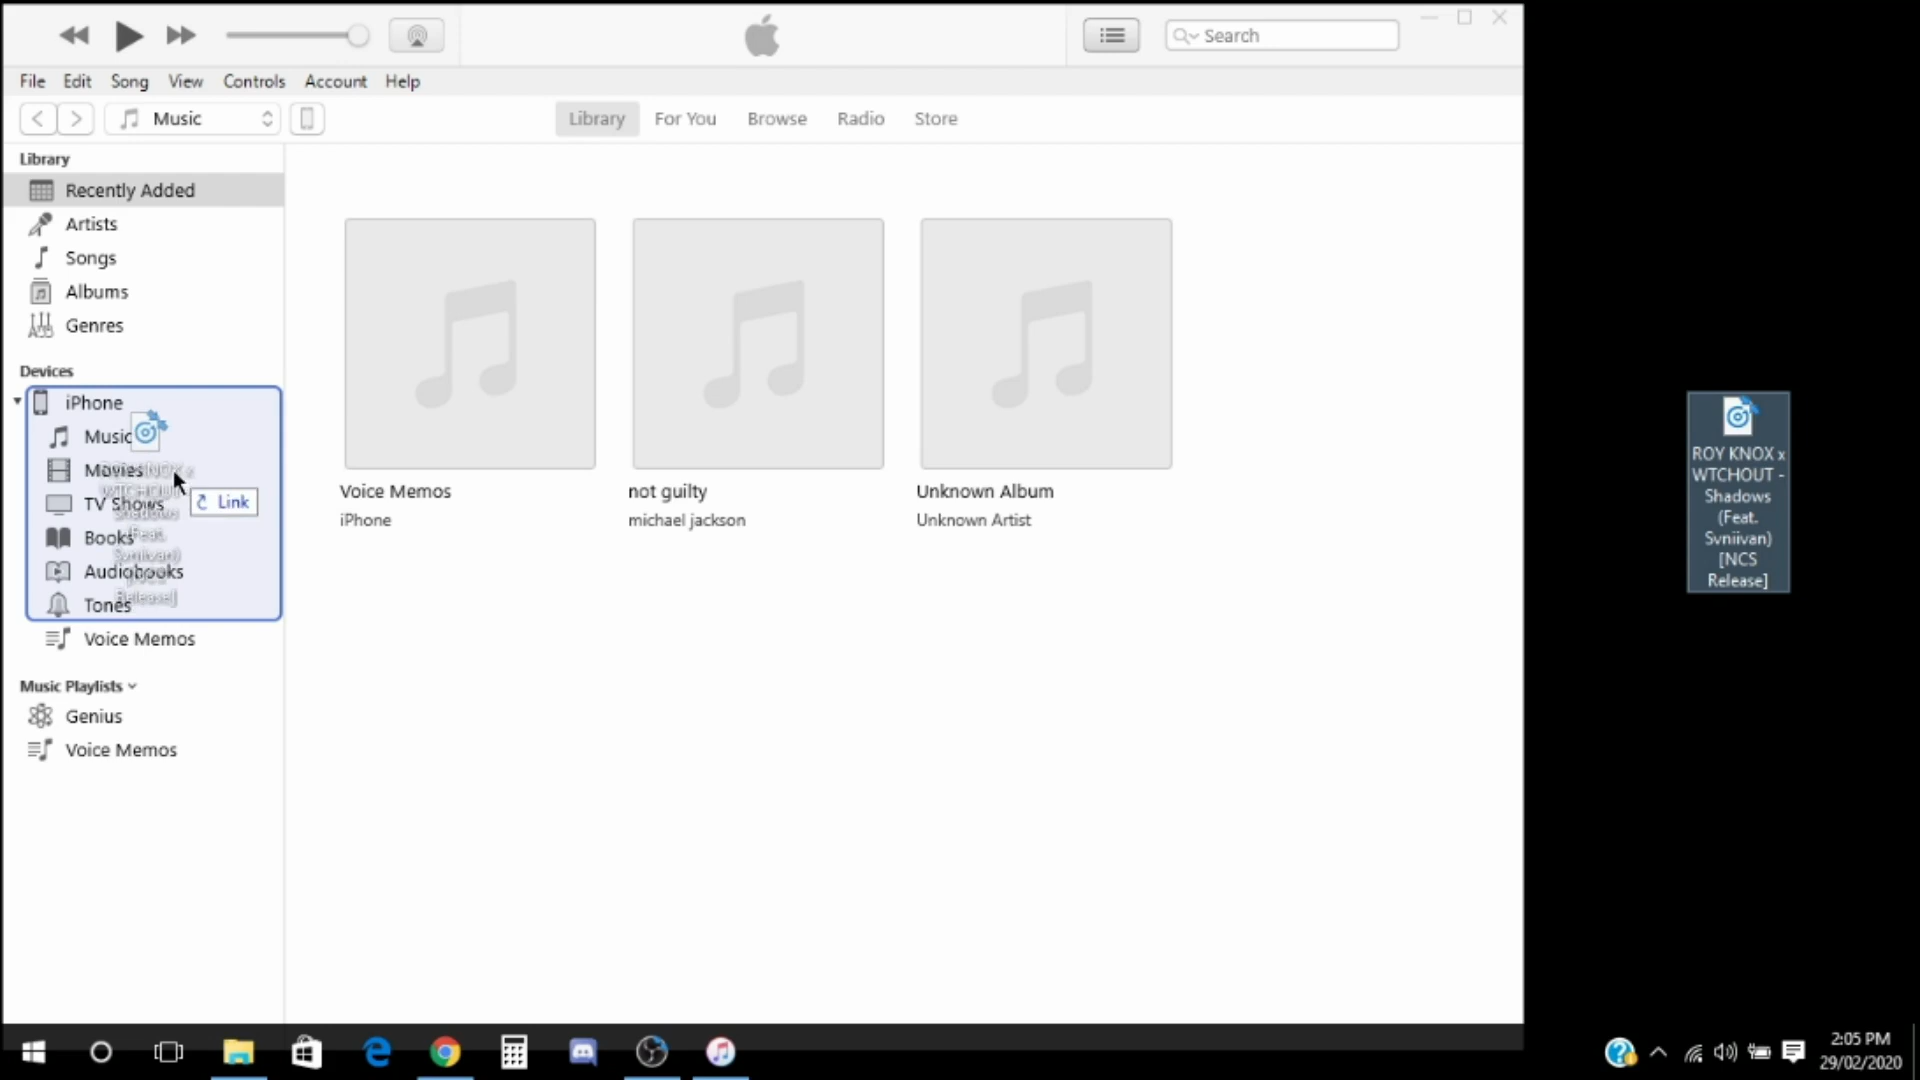 Search
File Edit Song View Controls Account Help
Music
Library For You Browse Radio Store
Library
Recently Added
Artists
Songs
Albums
Genres
Devices
iPhone
Music
Movies
TV Shows
Link
Books
Audiobooks
Tones
Voice Memos
Music Playlists
Genius
Voice Memos
Voice Memos
iPhone
not guilty
michael jackson
Unknown Album
Unknown Artist
ROY KNOX x
WTCHOUT -
Shadows
(Feat.
Svniivan)
[NCS
Release]
2:05 PM
29/02/2020